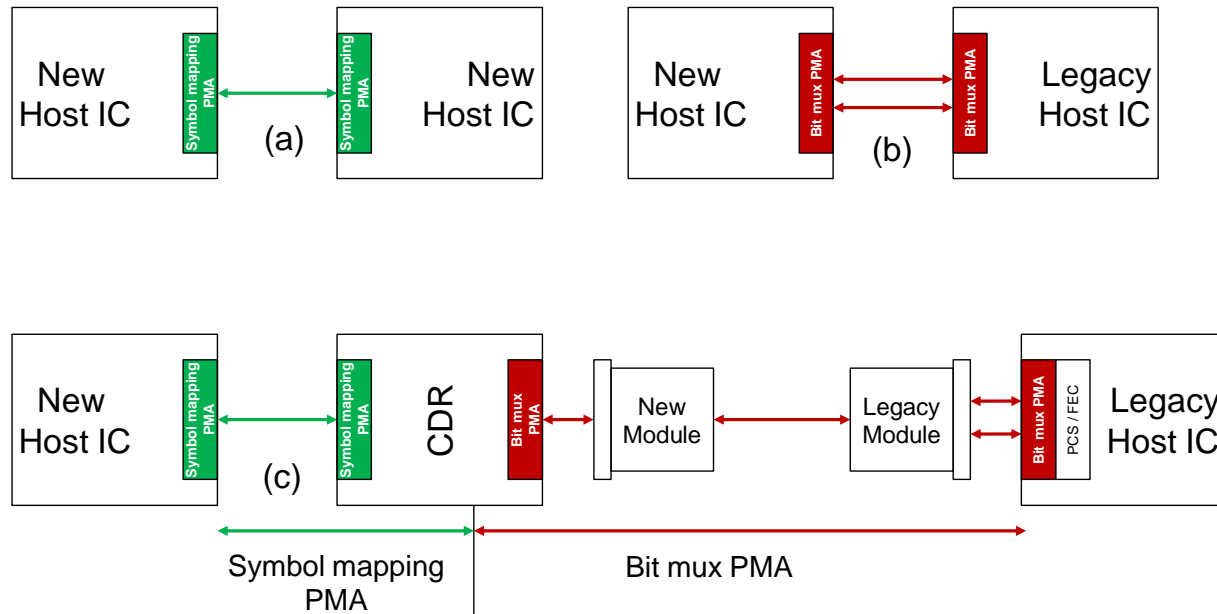 New
Host IC
Symbol mapping
PMA
Symbol mapping
PMA
New
Host IC
(a)
New
Host IC
Bit mux PMA
Bit mux PMA
Legacy
Host IC
(b)
New
Host IC
Symbol mapping
PMA
Symbol mapping
PMA
CDR
Bit mux
PMA
New
Module
Legacy
Module
Bit mux PMA
PCS / FEC
Legacy
Host IC
(c)
Symbol mapping
PMA
Bit mux PMA